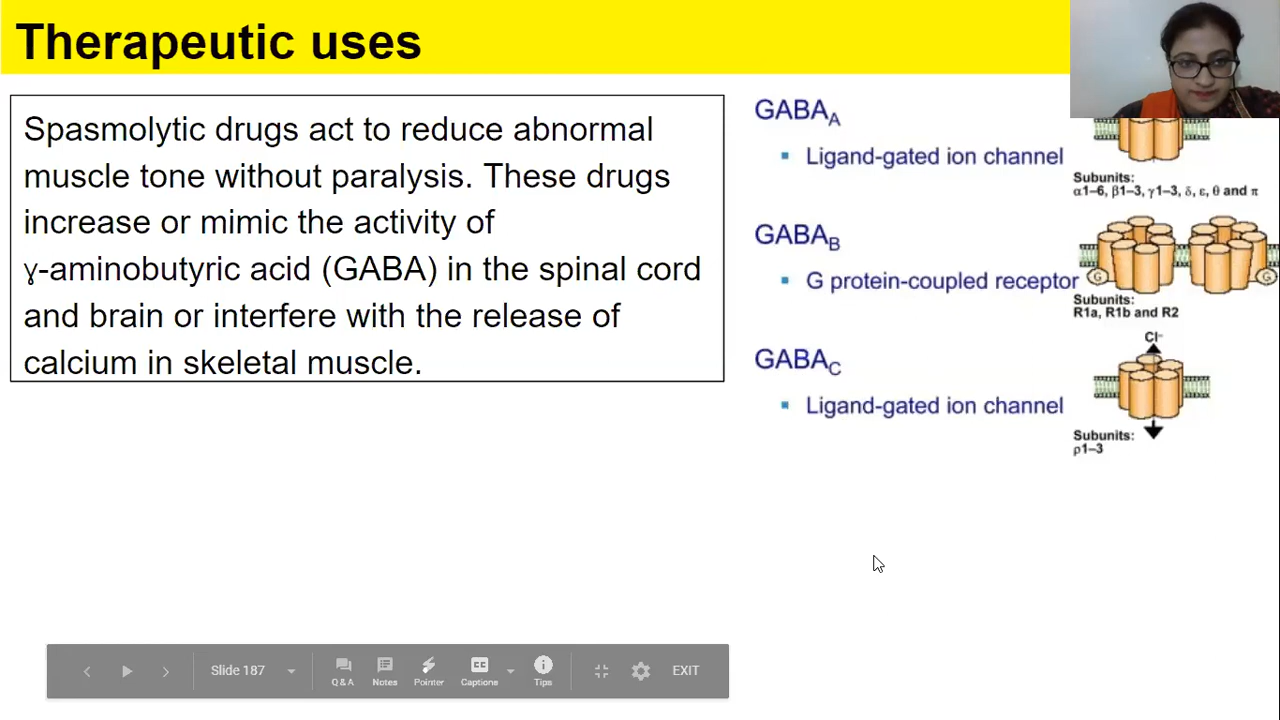 Therapeutic uses
Spasmolytic drugs act to reduce abnormal
muscle tone without paralysis. These drugs
increase or mimic the activity of
ɣ-aminobutyric acid (GABA) in the spinal cord
and brain or interfere with the release of
calcium in skeletal muscle.
GABAA
▪ Ligand-gated ion channel
Subunits:
α1–6, β1–3, γ1–3, δ, ε, θ and π
GABAB
▪ G protein-coupled receptor
G G
Subunits:
R1a, R1b and R2
GABAC
▪ Ligand-gated ion channel
Cl⁻
Subunits:
ρ1–3
Slide 187
Q&A Notes Pointer CC Captions Tips EXIT